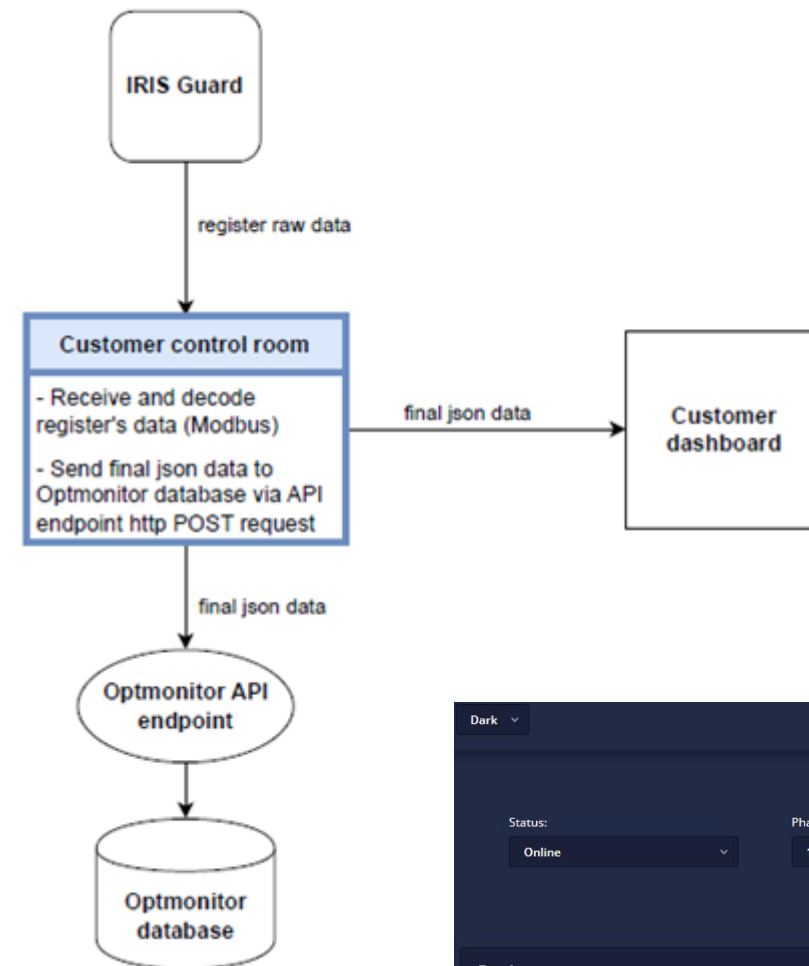 IRIS Guard
register raw data
Customer control room
- Receive and decode
register's data (Modbus)
- Send final json data to
Optmonitor database via API
endpoint http POST request
final json data
Customer
dashboard
final json data
Optmonitor API
endpoint
Optmonitor
database
Dark
Status:
Online